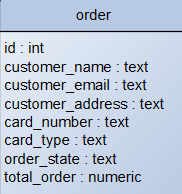 order
id : int
customer_name : text
customer_email : text
customer_address : text
card_number : text
card_type : text
order_state : text
total_order : numeric